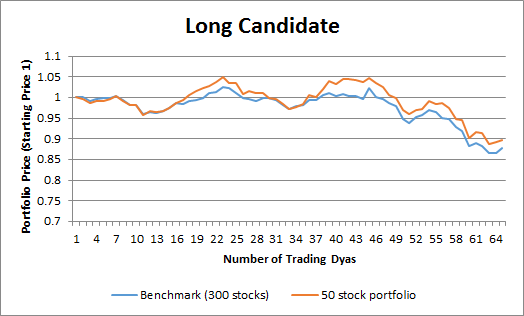 Long Candidate
Portfolio Price (Starting Price 1)
1.1
1.05
1
0.95
0.9
0.85
0.8
0.75
0.7
1 4 7 10 13 16 19 22 25 28 31 34 37 40 43 46 49 52 55 58 61 64
Number of Trading Dyas
Benchmark (300 stocks) 50 stock portfolio